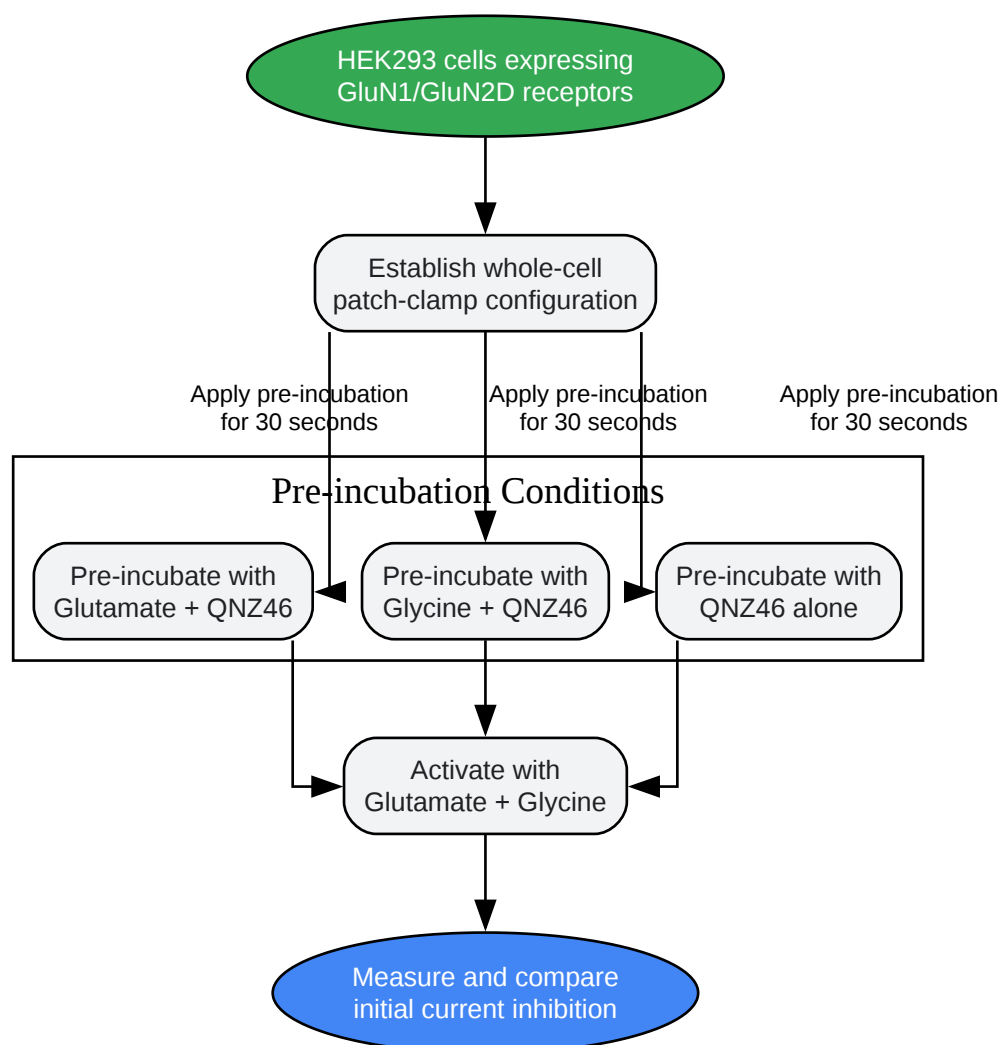 HEK293 cells expressing
GluN1/GluN2D receptors
Establish whole-cell
patch-clamp configuration
Apply pre-incubation
for 30 seconds
Apply pre-incubation
for 30 seconds
Apply pre-incubation
for 30 seconds
Pre-incubation Conditions
Pre-incubate with
Glutamate + QNZ46
Pre-incubate with
Glycine + QNZ46
Pre-incubate with
QNZ46 alone
Activate with
Glutamate + Glycine
Measure and compare
initial current inhibition